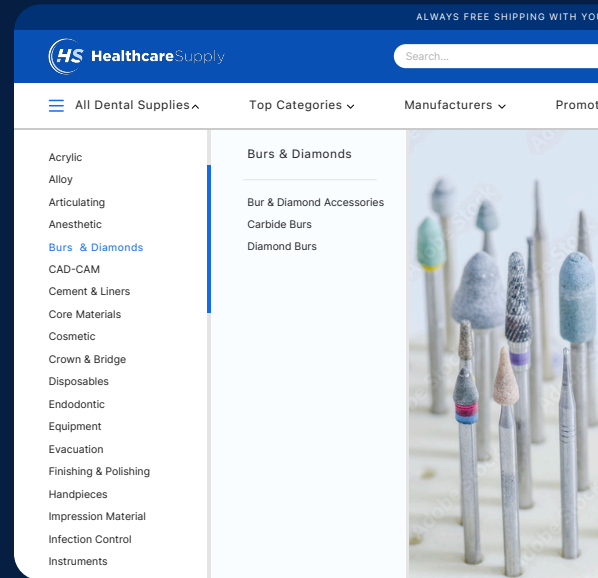 ALWAYS FREE SHIPPING WITH
HS HealthcareSupply
Search...
All Dental Supplies
Top Categories
Manufacturers
Acrylic
Alloy
Articulating
Anesthetic
Burs & Diamonds
CAD-CAM
Cement & Liners
Core Materials
Cosmetic
Crown & Bridge
Disposables
Endodontic
Equipment
Evacuation
Finishing & Polishing
Handpieces
Impression Material
Infection Control
Instruments
Burs & Diamonds
Bur & Diamond Accessories
Carbide Burs
Diamond Burs
Adobe Stock